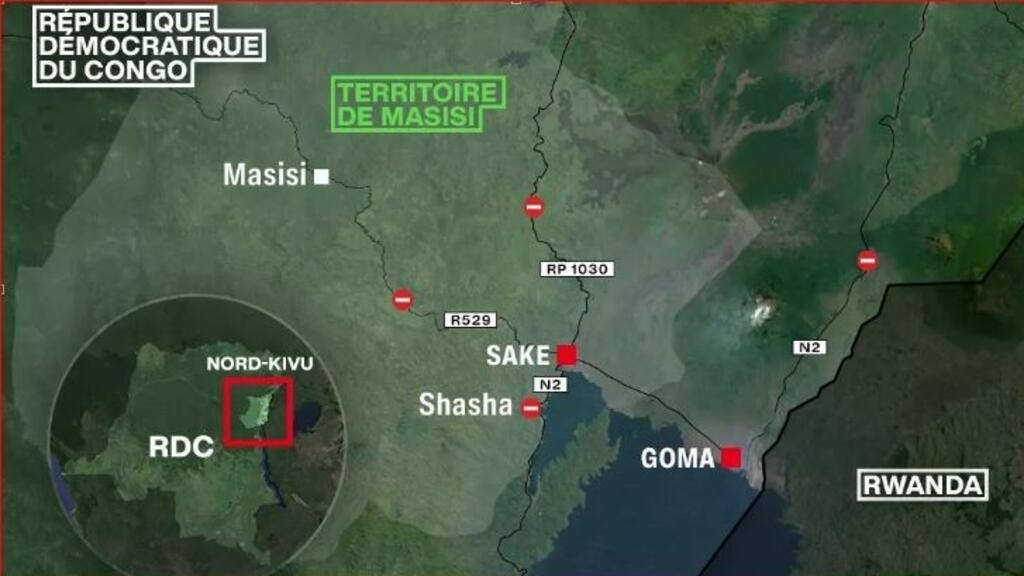 RÉPUBLIQUE
DÉMOCRATIQUE
DU CONGO
TERRITOIRE
DE MASISI
Masisi
RP 1030
R529
N2
SAKE
N2
Shasha
NORD-KIVU
RDC
GOMA
RWANDA